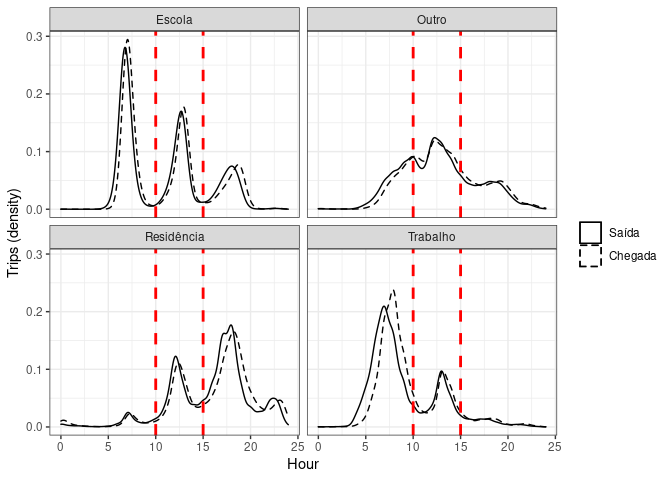 Escola
Outro
0.3
0.2
0.1
0.0
Residência
Trabalho
0.3
0.2
0.1
0.0
0 5 10 15 20 25
0 5 10 15 20 25
Hour
Trips (density)
Saída
Chegada